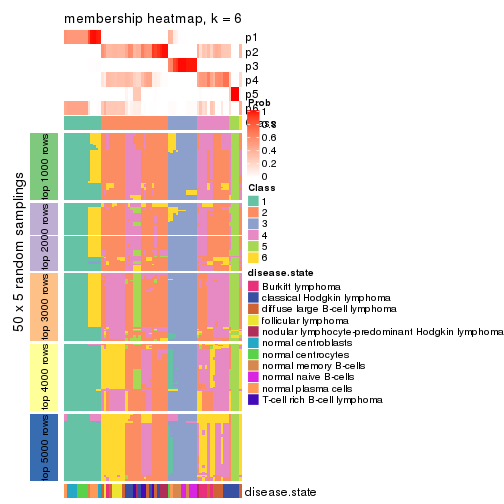 membership heatmap, k = 6
p1
p2
p3
p4
p5
p6
Prob
1
0.8
0.6
0.4
0.2
0
Class
1
2
3
4
5
6
disease.state
Burkitt lymphoma
classical Hodgkin lymphoma
diffuse large B-cell lymphoma
follicular lymphoma
nodular lymphocyte-predominant Hodgkin lymphoma
normal centroblasts
normal centrocytes
normal memory B-cells
normal naive B-cells
normal plasma cells
T-cell rich B-cell lymphoma
50 x 5 random samplings
top 1000 rows
top 2000 rows
top 3000 rows
top 4000 rows
top 5000 rows
disease.state